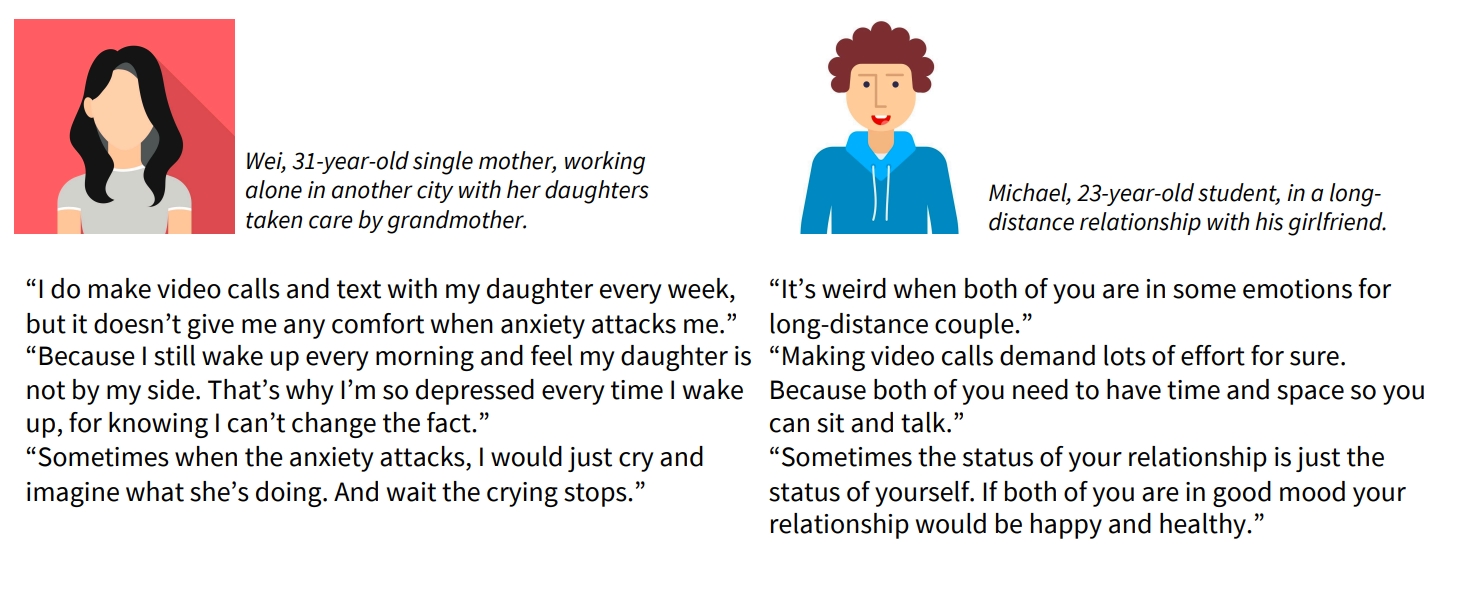 Wei, 31-year-old single mother, working
alone in another city with her daughters
taken care by grandmother.
“I do make video calls and text with my daughter every week,
but it doesn’t give me any comfort when anxiety attacks me.”
“Because I still wake up every morning and feel my daughter is
not by my side. That’s why I’m so depressed every time I wake
up, for knowing I can’t change the fact.”
“Sometimes when the anxiety attacks, I would just cry and
imagine what she’s doing. And wait the crying stops.”
Michael, 23-year-old student, in a long-
distance relationship with his girlfriend.
“It’s weird when both of you are in some emotions for
long-distance couple.”
“Making video calls demand lots of effort for sure.
Because both of you need to have time and space so you
can sit and talk.”
“Sometimes the status of your relationship is just the
status of yourself. If both of you are in good mood your
relationship would be happy and healthy.”